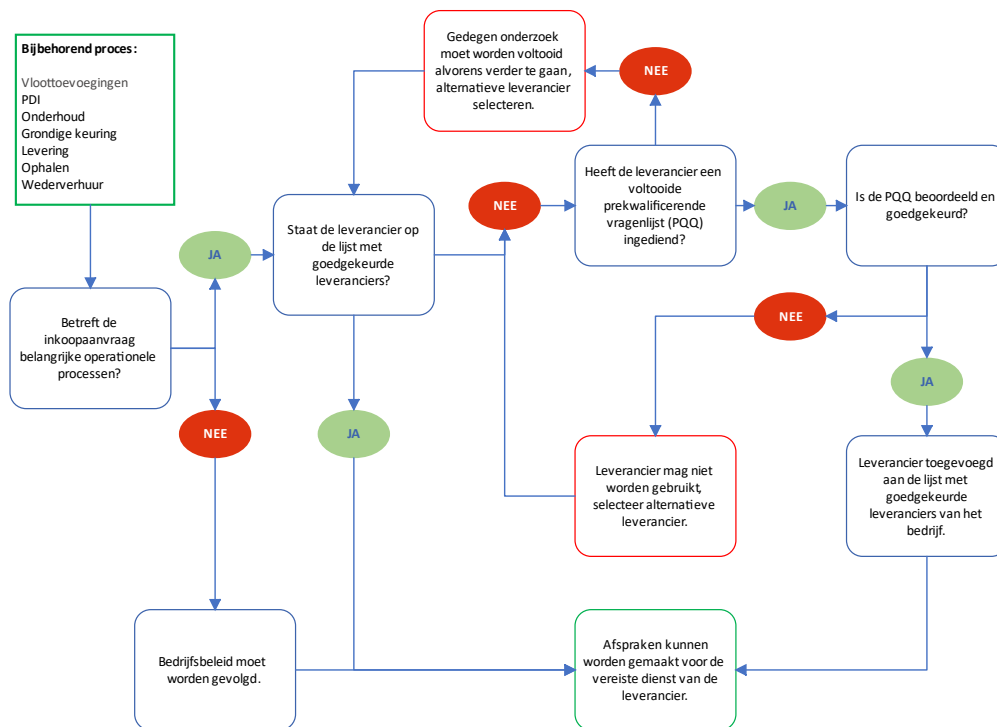 Bijbehorend proces:
Vloottoevoegingen
PDI
Onderhoud
Grondige keuring
Levering
Ophalen
Wederverhuur
Gedegen onderzoek
moet worden voltooid
alvorens verder te gaan,
alternatieve leverancier
selecteren.
NEE
Heeft de leverancier een
voltooide
prekwalificerende
vragenlijst (PQQ)
ingediend?
JA
Is de PQQ beoordeeld en
goedgekeurd?
NEE
Staat de leverancier op
de lijst met
goedgekeurde
leveranciers?
JA
Betreft de
inkoopaanvraag
belangrijke operationele
processen?
NEE
JA
NEE
JA
Leverancier mag niet
worden gebruikt,
selecteer alternatieve
leverancier.
Leverancier toegevoegd
aan de lijst met
goedgekeurde
leveranciers van het
bedrijf.
Bedrijfsbeleid moet
worden gevolgd.
Afspraken kunnen
worden gemaakt voor de
vereiste dienst van de
leverancier.